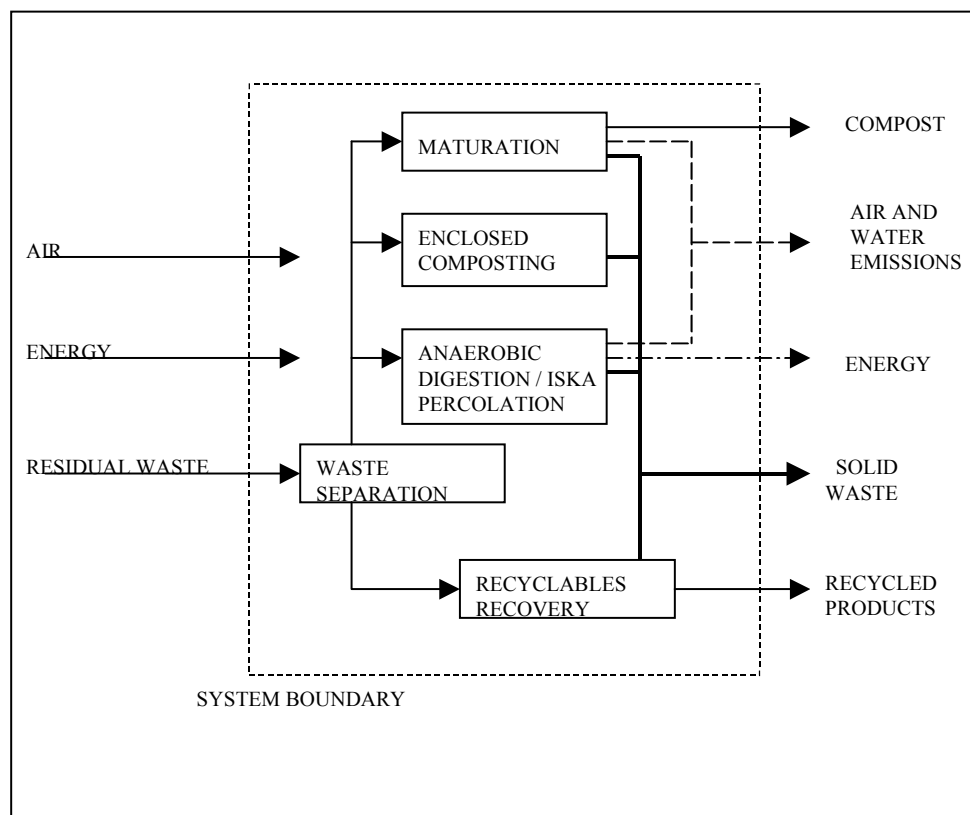 COMPOST
MATURATION
AIR AND
WATER
EMISSIONS
ENCLOSED
COMPOSTING
AIR
ENERGY
ANAEROBIC
DIGESTION / ISKA
PERCOLATION
ENERGY
RESIDUAL WASTE
WASTE
SEPARATION
SOLID
WASTE
RECYCLABLES
RECOVERY
RECYCLED
PRODUCTS
SYSTEM BOUNDARY